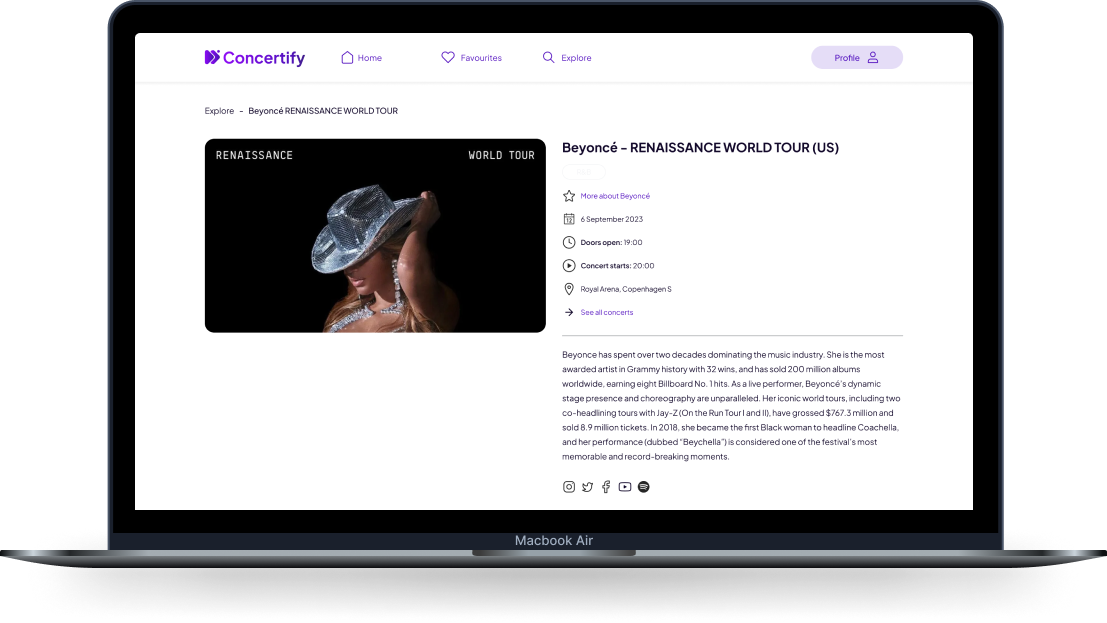 Concertify
Home
Favourites
Explore
Profile
Explore - Beyoncé RENAISSANCE WORLD TOUR
RENAISSANCE
WORLD TOUR
Beyoncé - RENAISSANCE WORLD TOUR (US)
More about Beyoncé
12
6 September 2023
Doors open: 19:00
Concert starts: 20:00
Royal Arena, Copenhagen S
See all concerts
Beyonce has spent over two decades dominating the music industry. She is the most
awarded artist in Grammy history with 32 wins, and has sold 200 million albums
worldwide, earning eight Billboard No. 1 hits. As a live performer, Beyoncé's dynamic
stage presence and choreography are unparalleled. Her iconic world tours, including two
co-headlining tours with Jay-Z (On the Run Tour I and II), have grossed $767.3 million and
sold 8.9 million tickets. In 2018, she became the first Black woman to headline Coachella,
and her performance (dubbed “Beychella”) is considered one of the festival's most
memorable and record-breaking moments.
Macbook Air